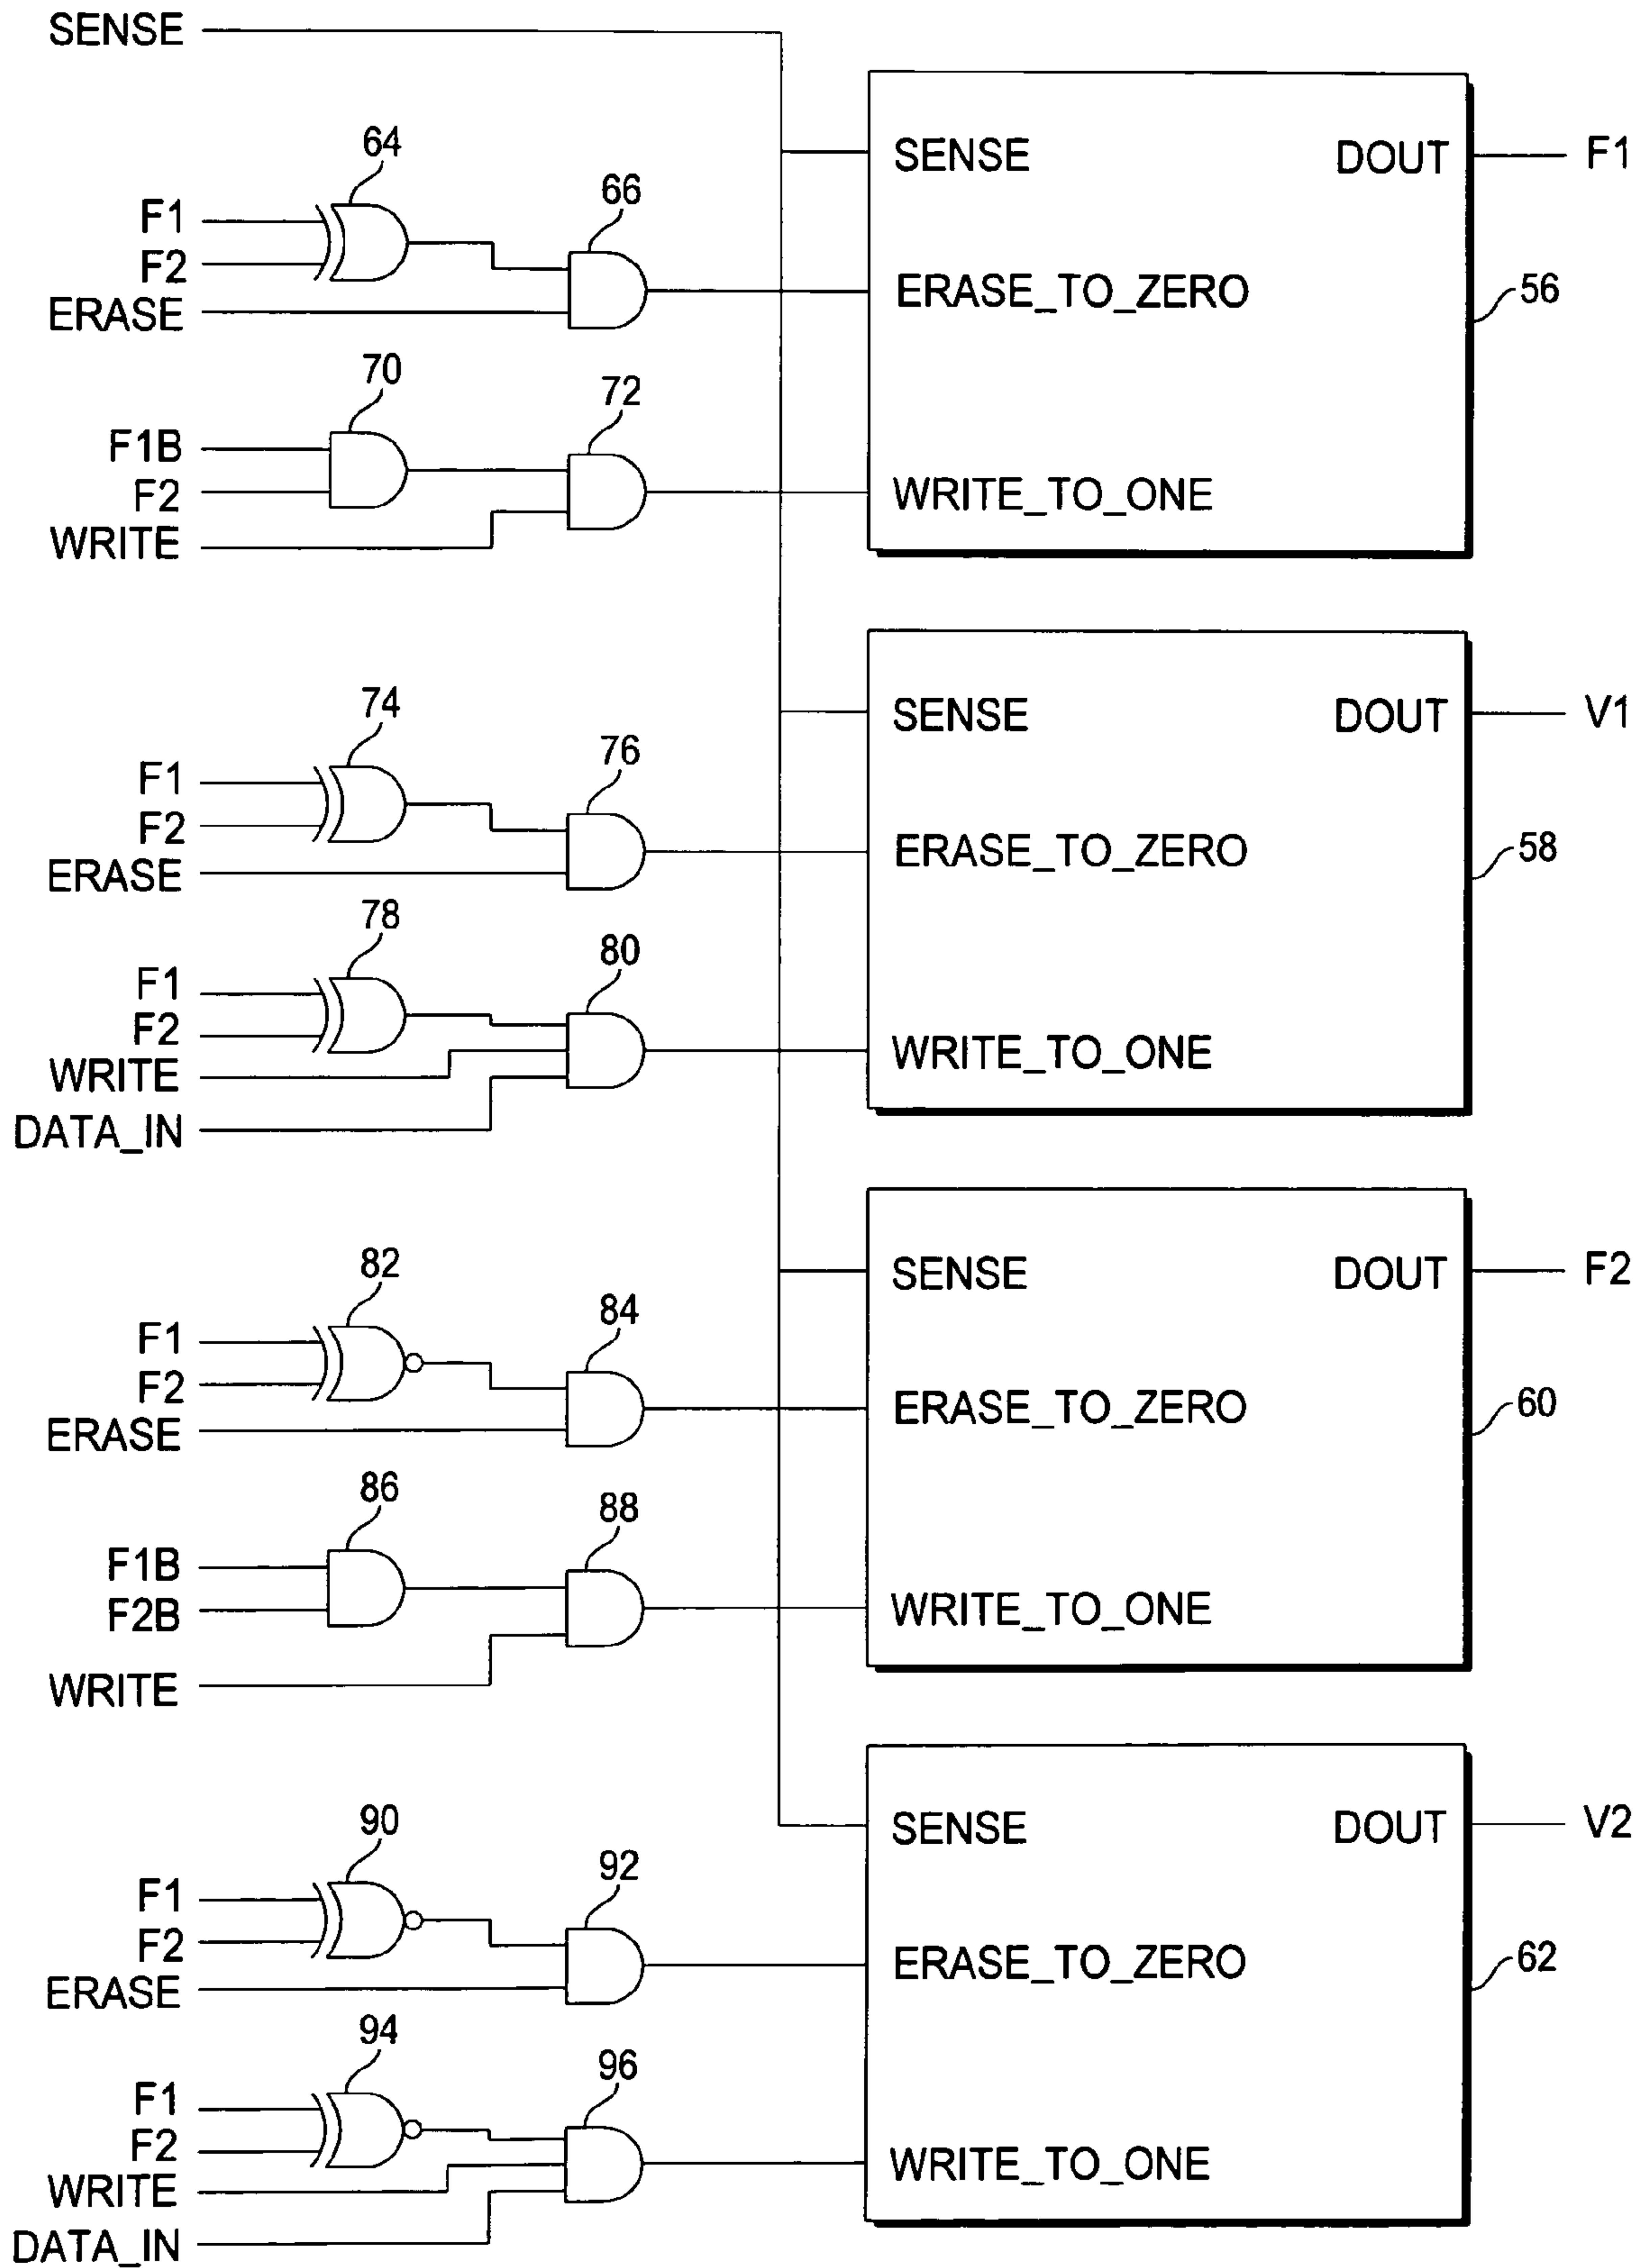 SENSE
SENSE
DOUT
F1
64
66
F1
F2
ERASE
ERASE_TO_ZERO
56
70
72
F1B
F2
WRITE
WRITE_TO_ONE
SENSE
DOUT
V1
74
76
F1
F2
ERASE
ERASE_TO_ZERO
58
78
80
F1
F2
WRITE
DATA_IN
WRITE_TO_ONE
SENSE
DOUT
F2
82
84
F1
F2
ERASE
ERASE_TO_ZERO
60
86
88
F1B
F2B
WRITE
WRITE_TO_ONE
SENSE
DOUT
V2
90
92
F1
F2
ERASE
ERASE_TO_ZERO
62
94
96
F1
F2
WRITE
DATA_IN
WRITE_TO_ONE